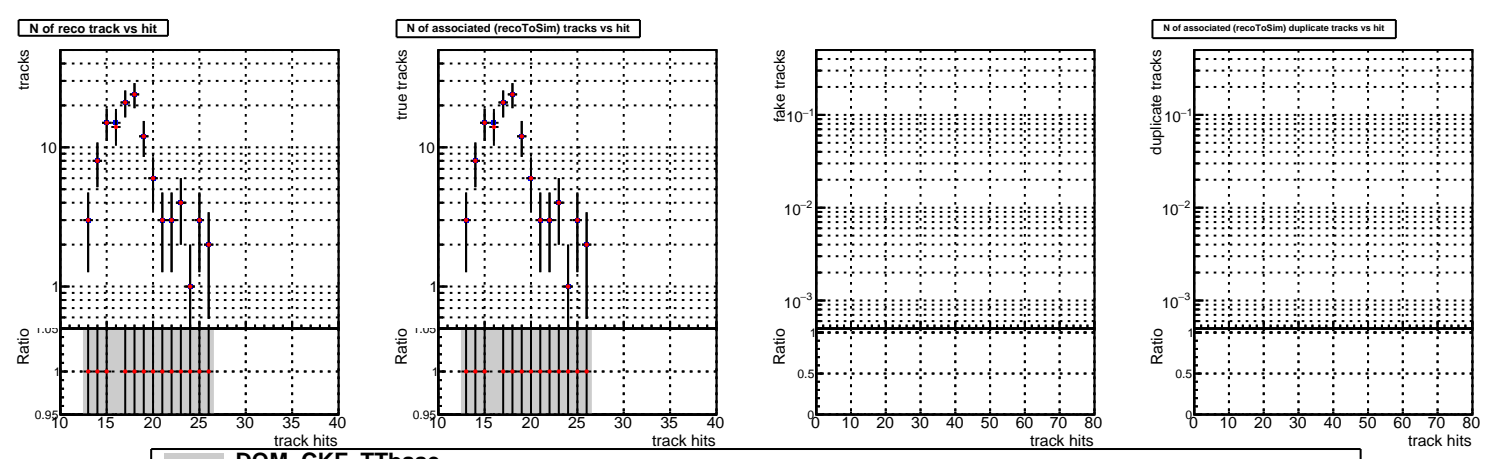 N of reco track vs hit
tracks
10
1
1.05
Ratio
1
0.95
10 15 20 25 30 35 40
track hits
N of associated (recoToSim) tracks vs hit
true tracks
10
1
1.05
Ratio
1
0.95
10 15 20 25 30 35 40
track hits
fake tracks
10−1
10−2
10−3
Ratio
1
0.5
0
0 10 20 30 40 50 60 70 80
track hits
N of associated (recoToSim) duplicate tracks vs hit
duplicate tracks
10−1
10−2
10−3
Ratio
1
0.5
0
0 10 20 30 40 50 60 70 80
track hits